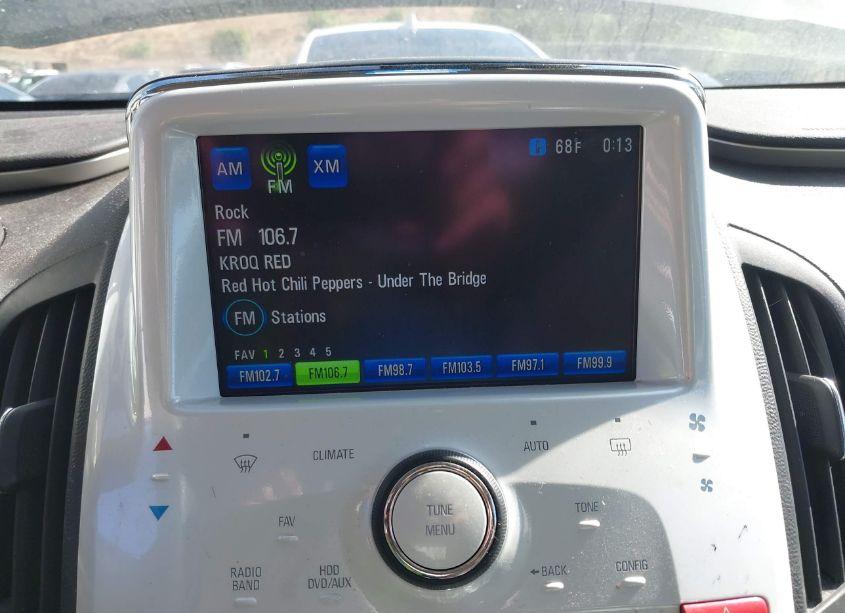 AM FM XM 68F 0:13
Rock
FM 106.7
KROQ RED
Red Hot Chili Peppers - Under The Bridge
FM Stations
FAV 1 2 3 4 5
FM102.7 FM106.7 FM98.7 FM103.5 FM97.1 FM99.9
CLIMATE AUTO
TUNE
MENU
FAV TONE
RADIO BAND
HDD DVD/AUX
BACK CONFIG